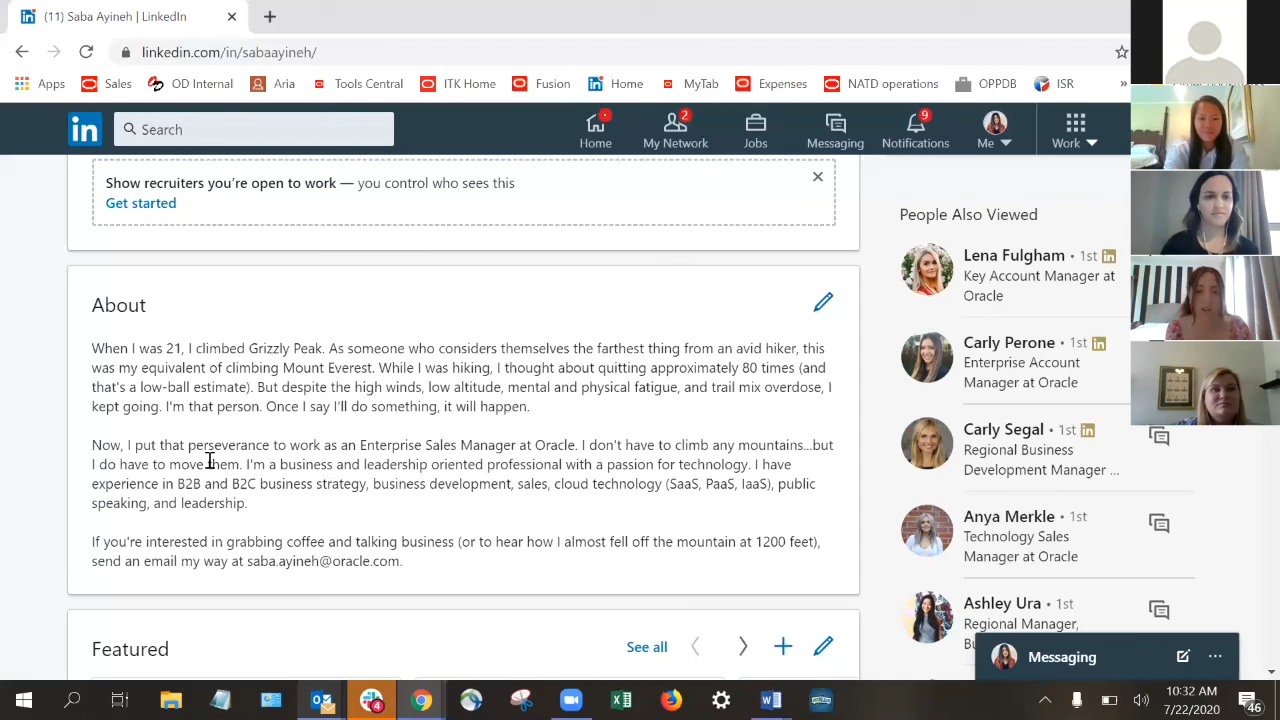 (11) Saba Ayineh | LinkedIn
linkedin.com/in/sabaayineh/
Apps Sales OD Internal Aria Tools Central ITK Home Fusion Home MyTab Expenses NATD operations OPPDB ISR »
in Search
Home My Network 2 Jobs Messaging Notifications 9 Me Work
Show recruiters you're open to work — you control who sees this
Get started
About
When I was 21, I climbed Grizzly Peak. As someone who considers themselves the farthest thing from an avid hiker, this
was my equivalent of climbing Mount Everest. While I was hiking, I thought about quitting approximately 80 times (and
that's a low-ball estimate). But despite the high winds, low altitude, mental and physical fatigue, and trail mix overdose, I
kept going. I'm that person. Once I say I'll do something, it will happen.
Now, I put that perseverance to work as an Enterprise Sales Manager at Oracle. I don't have to climb any mountains...but
I do have to move them. I'm a business and leadership oriented professional with a passion for technology. I have
experience in B2B and B2C business strategy, business development, sales, cloud technology (SaaS, PaaS, IaaS), public
speaking, and leadership.
If you're interested in grabbing coffee and talking business (or to hear how I almost fell off the mountain at 1200 feet),
send an email my way at saba.ayineh@oracle.com.
Featured
See all
People Also Viewed
Lena Fulgham • 1st in
Key Account Manager at
Oracle
Carly Perone • 1st in
Enterprise Account
Manager at Oracle
Carly Segal • 1st in
Regional Business
Development Manager ...
Anya Merkle • 1st
Technology Sales
Manager at Oracle
Ashley Ura • 1st
Regional Manager,
Messaging
4
10:32 AM
7/22/2020
46